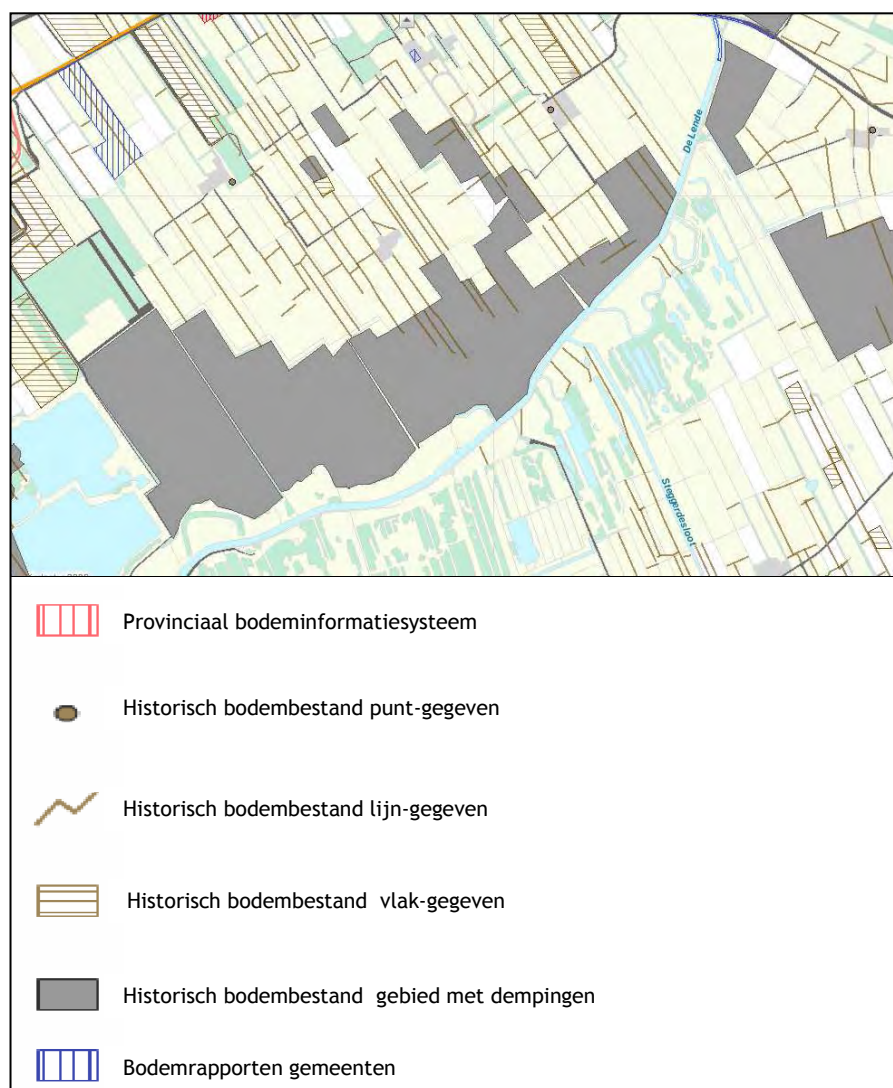 De Lende
Steggerdesloot
Provinciaal bodeminformatiesysteem
Historisch bodembestand punt-gegeven
Historisch bodembestand lijn-gegeven
Historisch bodembestand vlak-gegeven
Historisch bodembestand gebied met dempingen
Bodemrapporten gemeenten